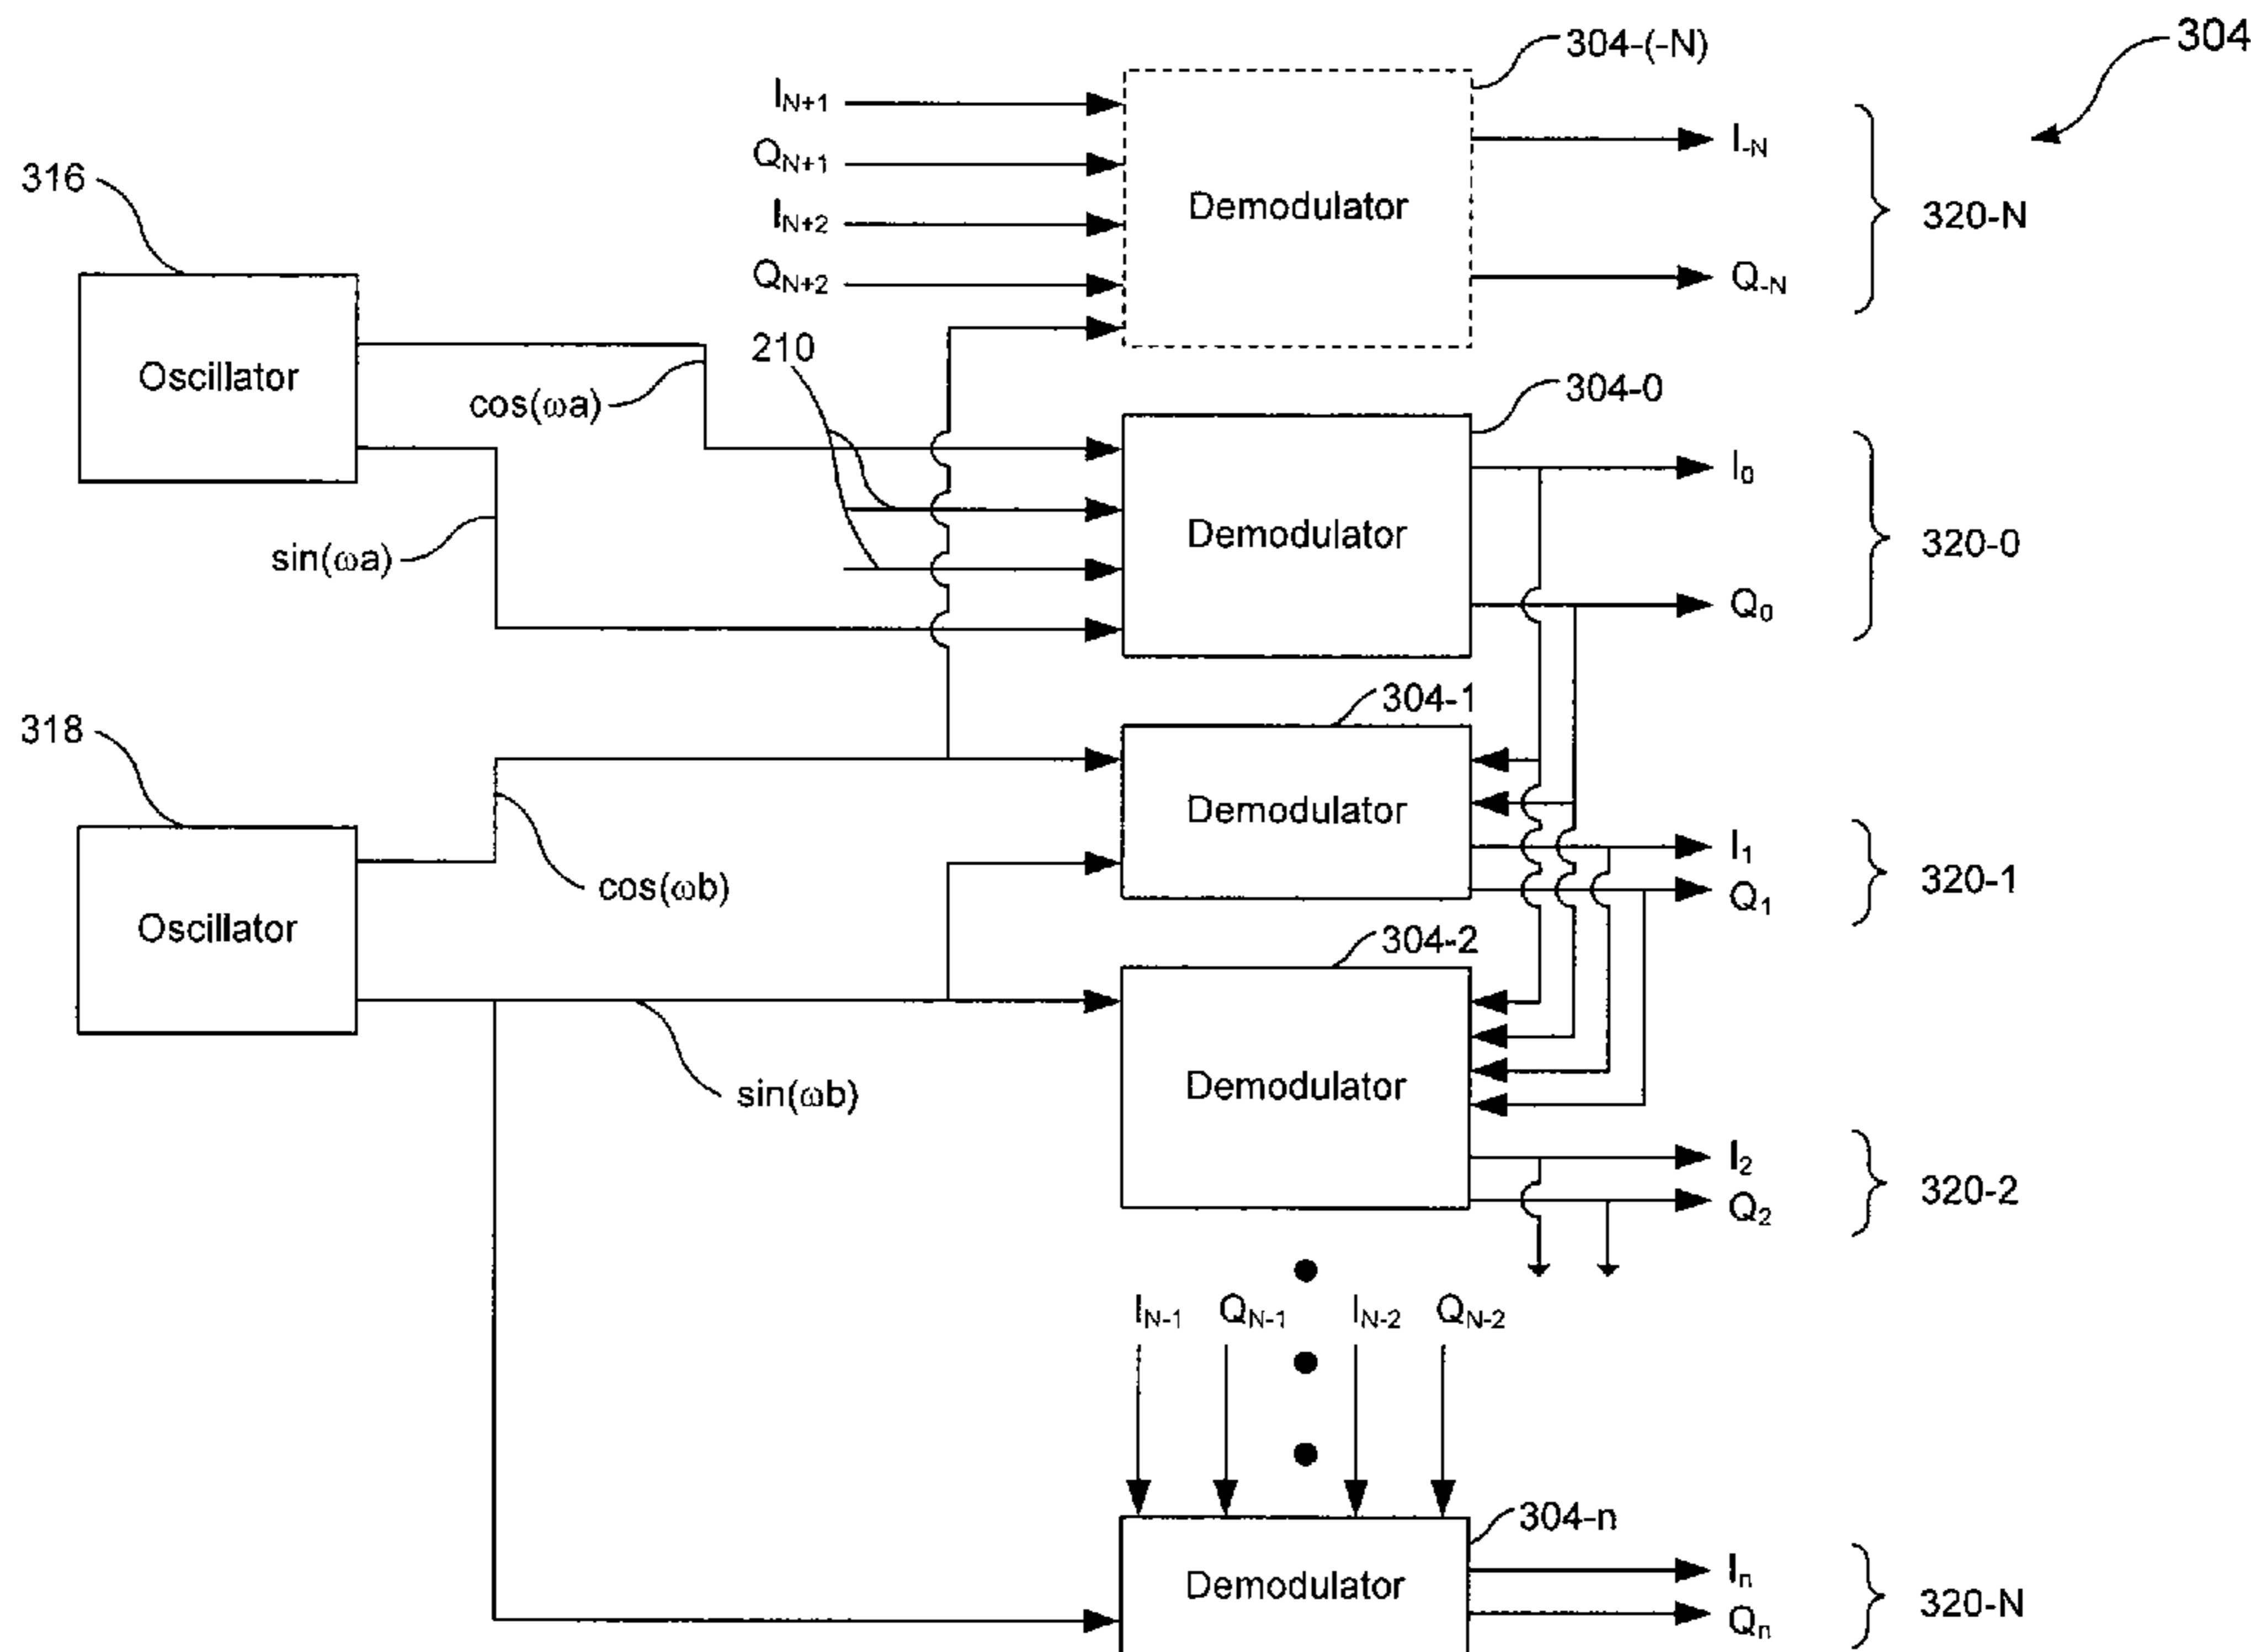 304
304-(-N)
I_N+1
Q_N+1
I_N+2
Q_N+2
Demodulator
I_-N
Q_-N
320-N
316
Oscillator
cos(ωa)
sin(ωa)
210
304-0
Demodulator
I_0
Q_0
320-0
318
Oscillator
cos(ωb)
sin(ωb)
304-1
Demodulator
I_1
Q_1
320-1
304-2
Demodulator
I_2
Q_2
320-2
I_N-1 Q_N-1 I_N-2 Q_N-2
304-n
Demodulator
I_n
Q_n
320-N